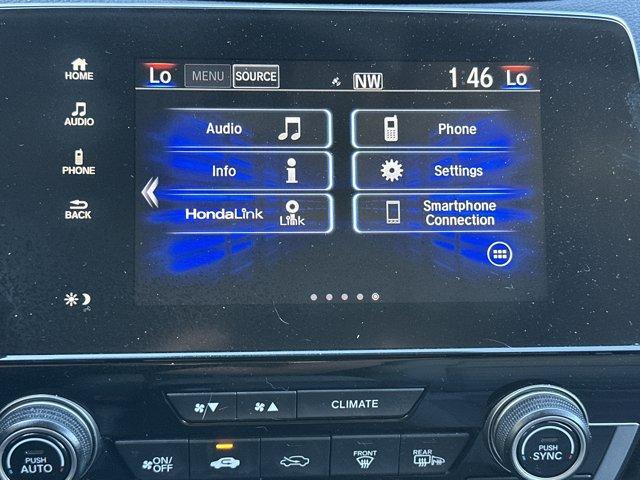 HOME
AUDIO
PHONE
BACK
Lo MENU SOURCE NW 1:46 Lo
Audio
Phone
Info
Settings
HondaLink Link
Smartphone
Connection
CLIMATE
PUSH
AUTO
ON/
OFF
FRONT
REAR
PUSH
SYNC